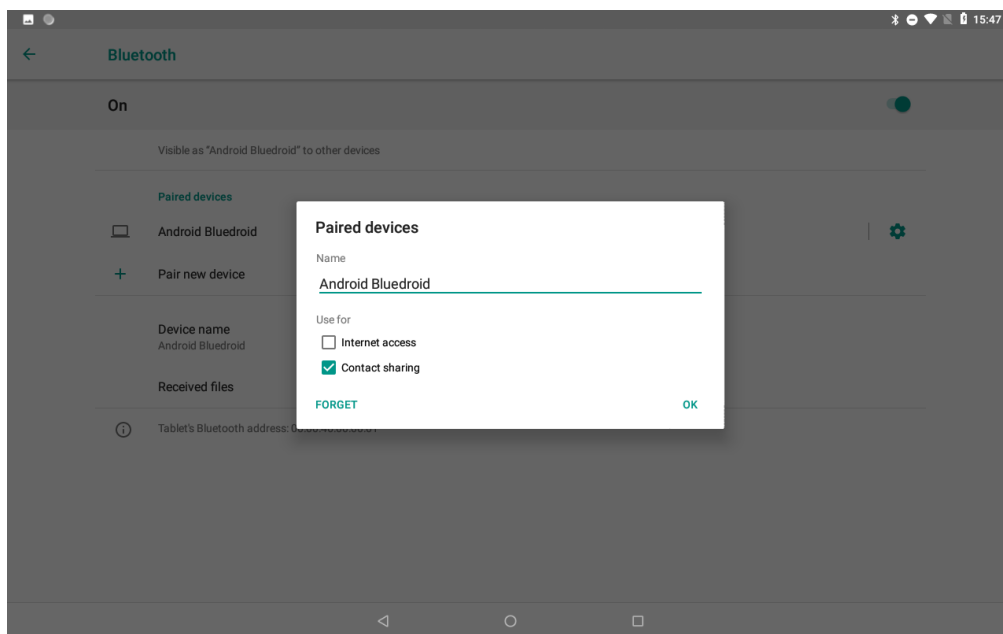 15:47
Bluetooth
On
Visible as "Android Bluedroid" to other devices
Paired devices
Android Bluedroid
Pair new device
Device name
Android Bluedroid
Received files
Tablet's Bluetooth address:
Paired devices
Name
Android Bluedroid
Use for
Internet access
Contact sharing
FORGET
OK